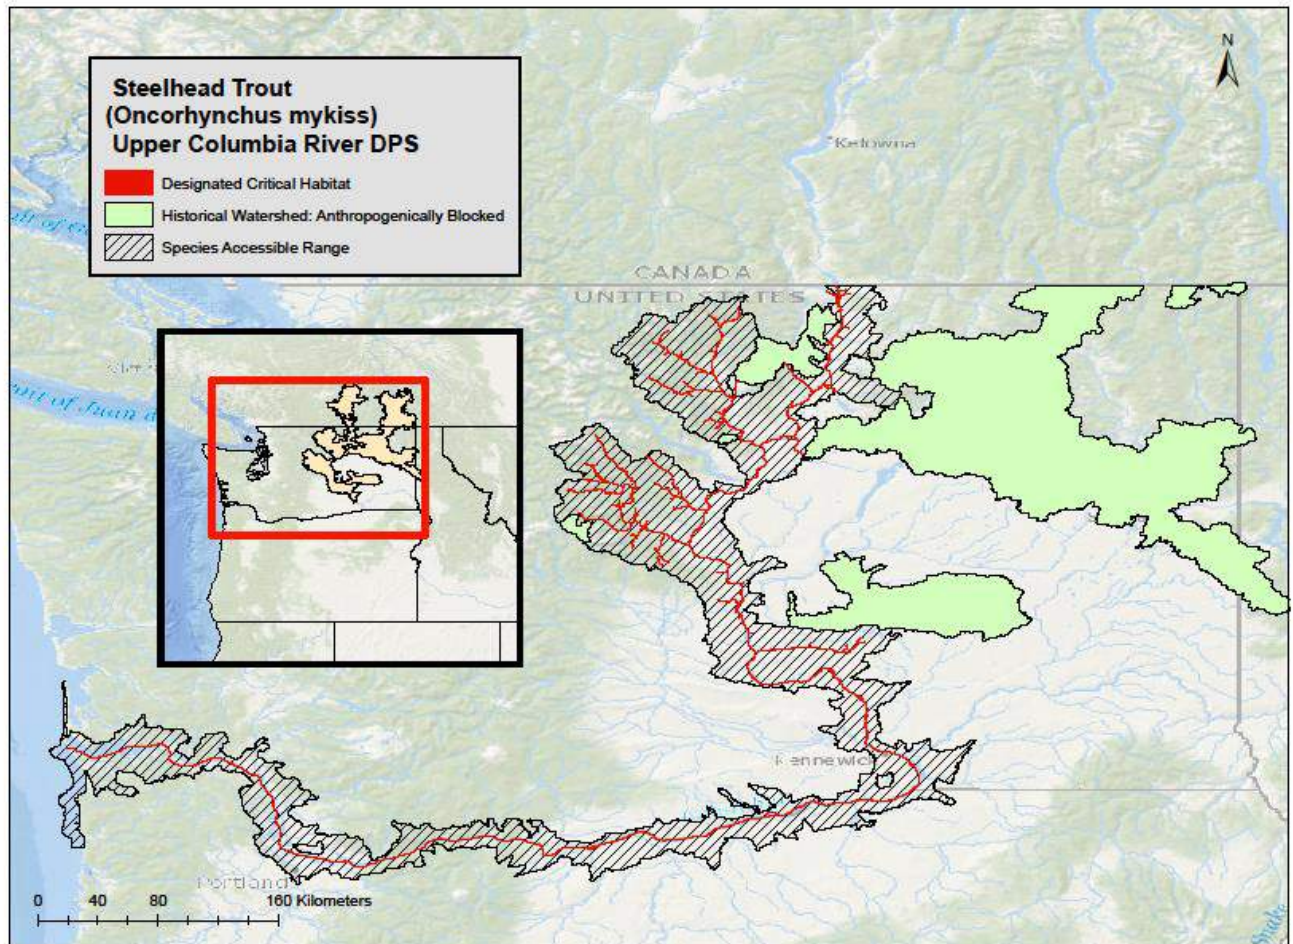 N
Steelhead Trout
(Oncorhynchus mykiss)
Upper Columbia River DPS
Designated Critical Habitat
Historical Watershed: Anthropogenically Blocked
Species Accessible Range
Kelowna
CANADA
UNITED STATES
Kennewick
Portland
0 40 80 160 Kilometers
Snake